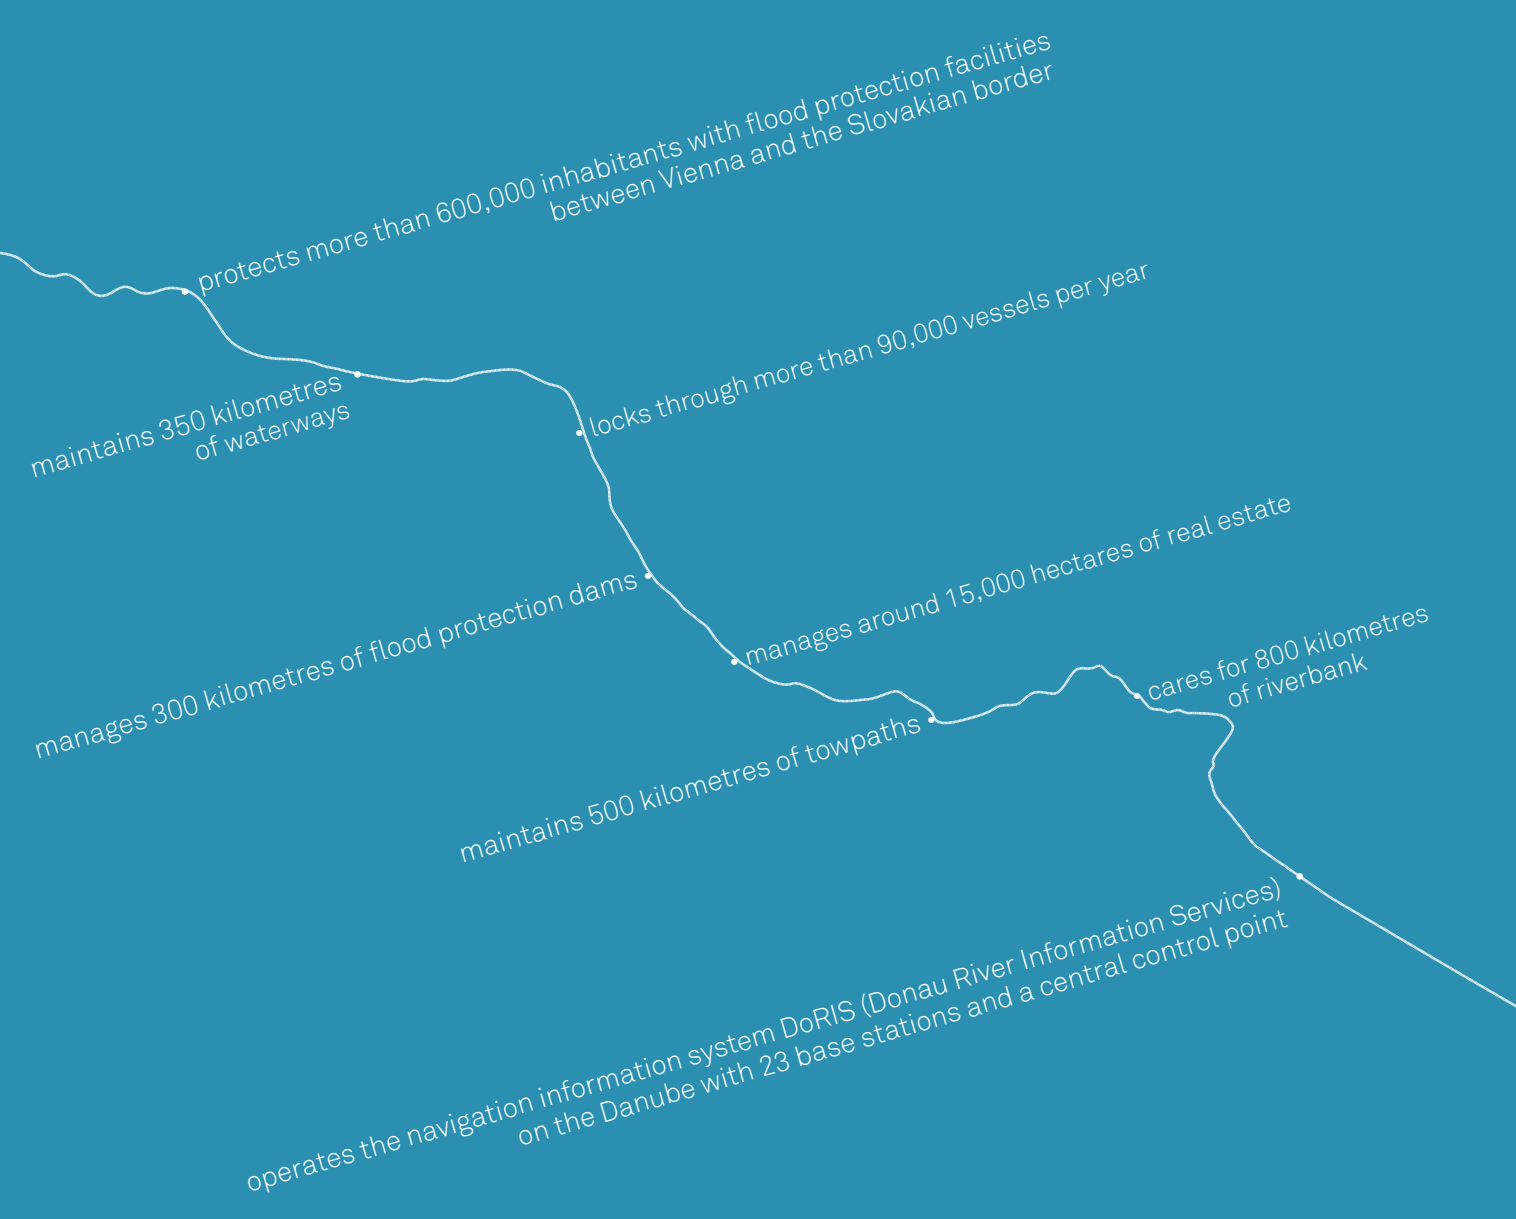 protects more than 600,000 inhabitants with flood protection facilities
between Vienna and the Slovakian border
maintains 350 kilometres
of waterways
locks through more than 90,000 vessels per year
manages 300 kilometres of flood protection dams
manages around 15,000 hectares of real estate
maintains 500 kilometres of towpaths
cares for 800 kilometres
of riverbank
operates the navigation information system DoRIS (Donau River Information Services)
on the Danube with 23 base stations and a central control point